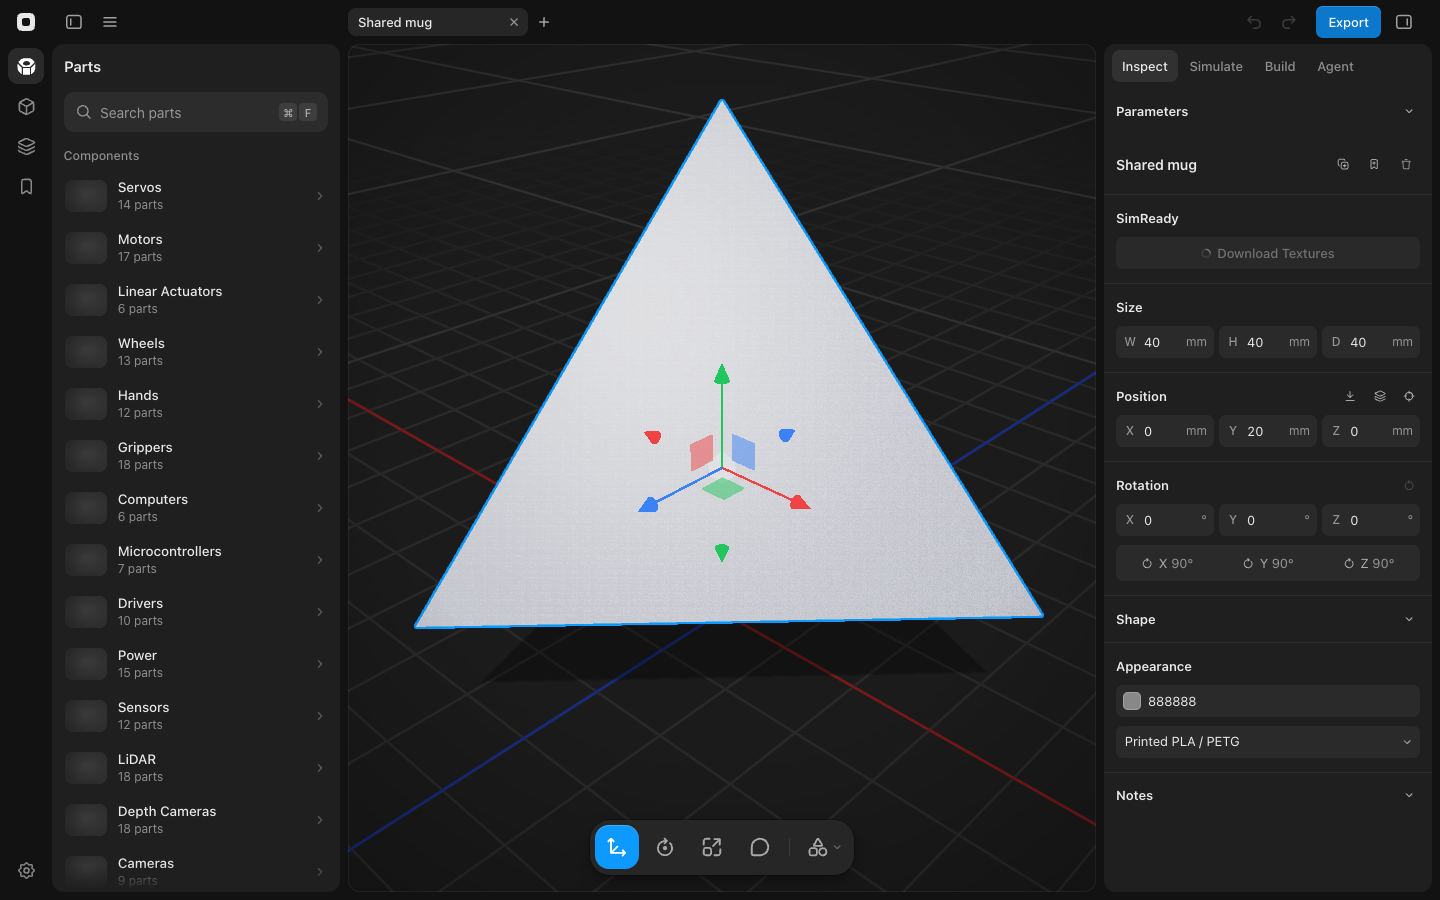 Shared mug
Export
Parts
Search parts
⌘ F
Components
Servos
14 parts
Motors
17 parts
Linear Actuators
6 parts
Wheels
13 parts
Hands
12 parts
Grippers
18 parts
Computers
6 parts
Microcontrollers
7 parts
Drivers
10 parts
Power
15 parts
Sensors
12 parts
LiDAR
18 parts
Depth Cameras
18 parts
Cameras
9 parts
Inspect Simulate Build Agent
Parameters
Shared mug
SimReady
Download Textures
Size
W 40 mm H 40 mm D 40 mm
Position
X 0 mm Y 20 mm Z 0 mm
Rotation
X 0 ° Y 0 ° Z 0 °
X 90° Y 90° Z 90°
Shape
Appearance
888888
Printed PLA / PETG
Notes